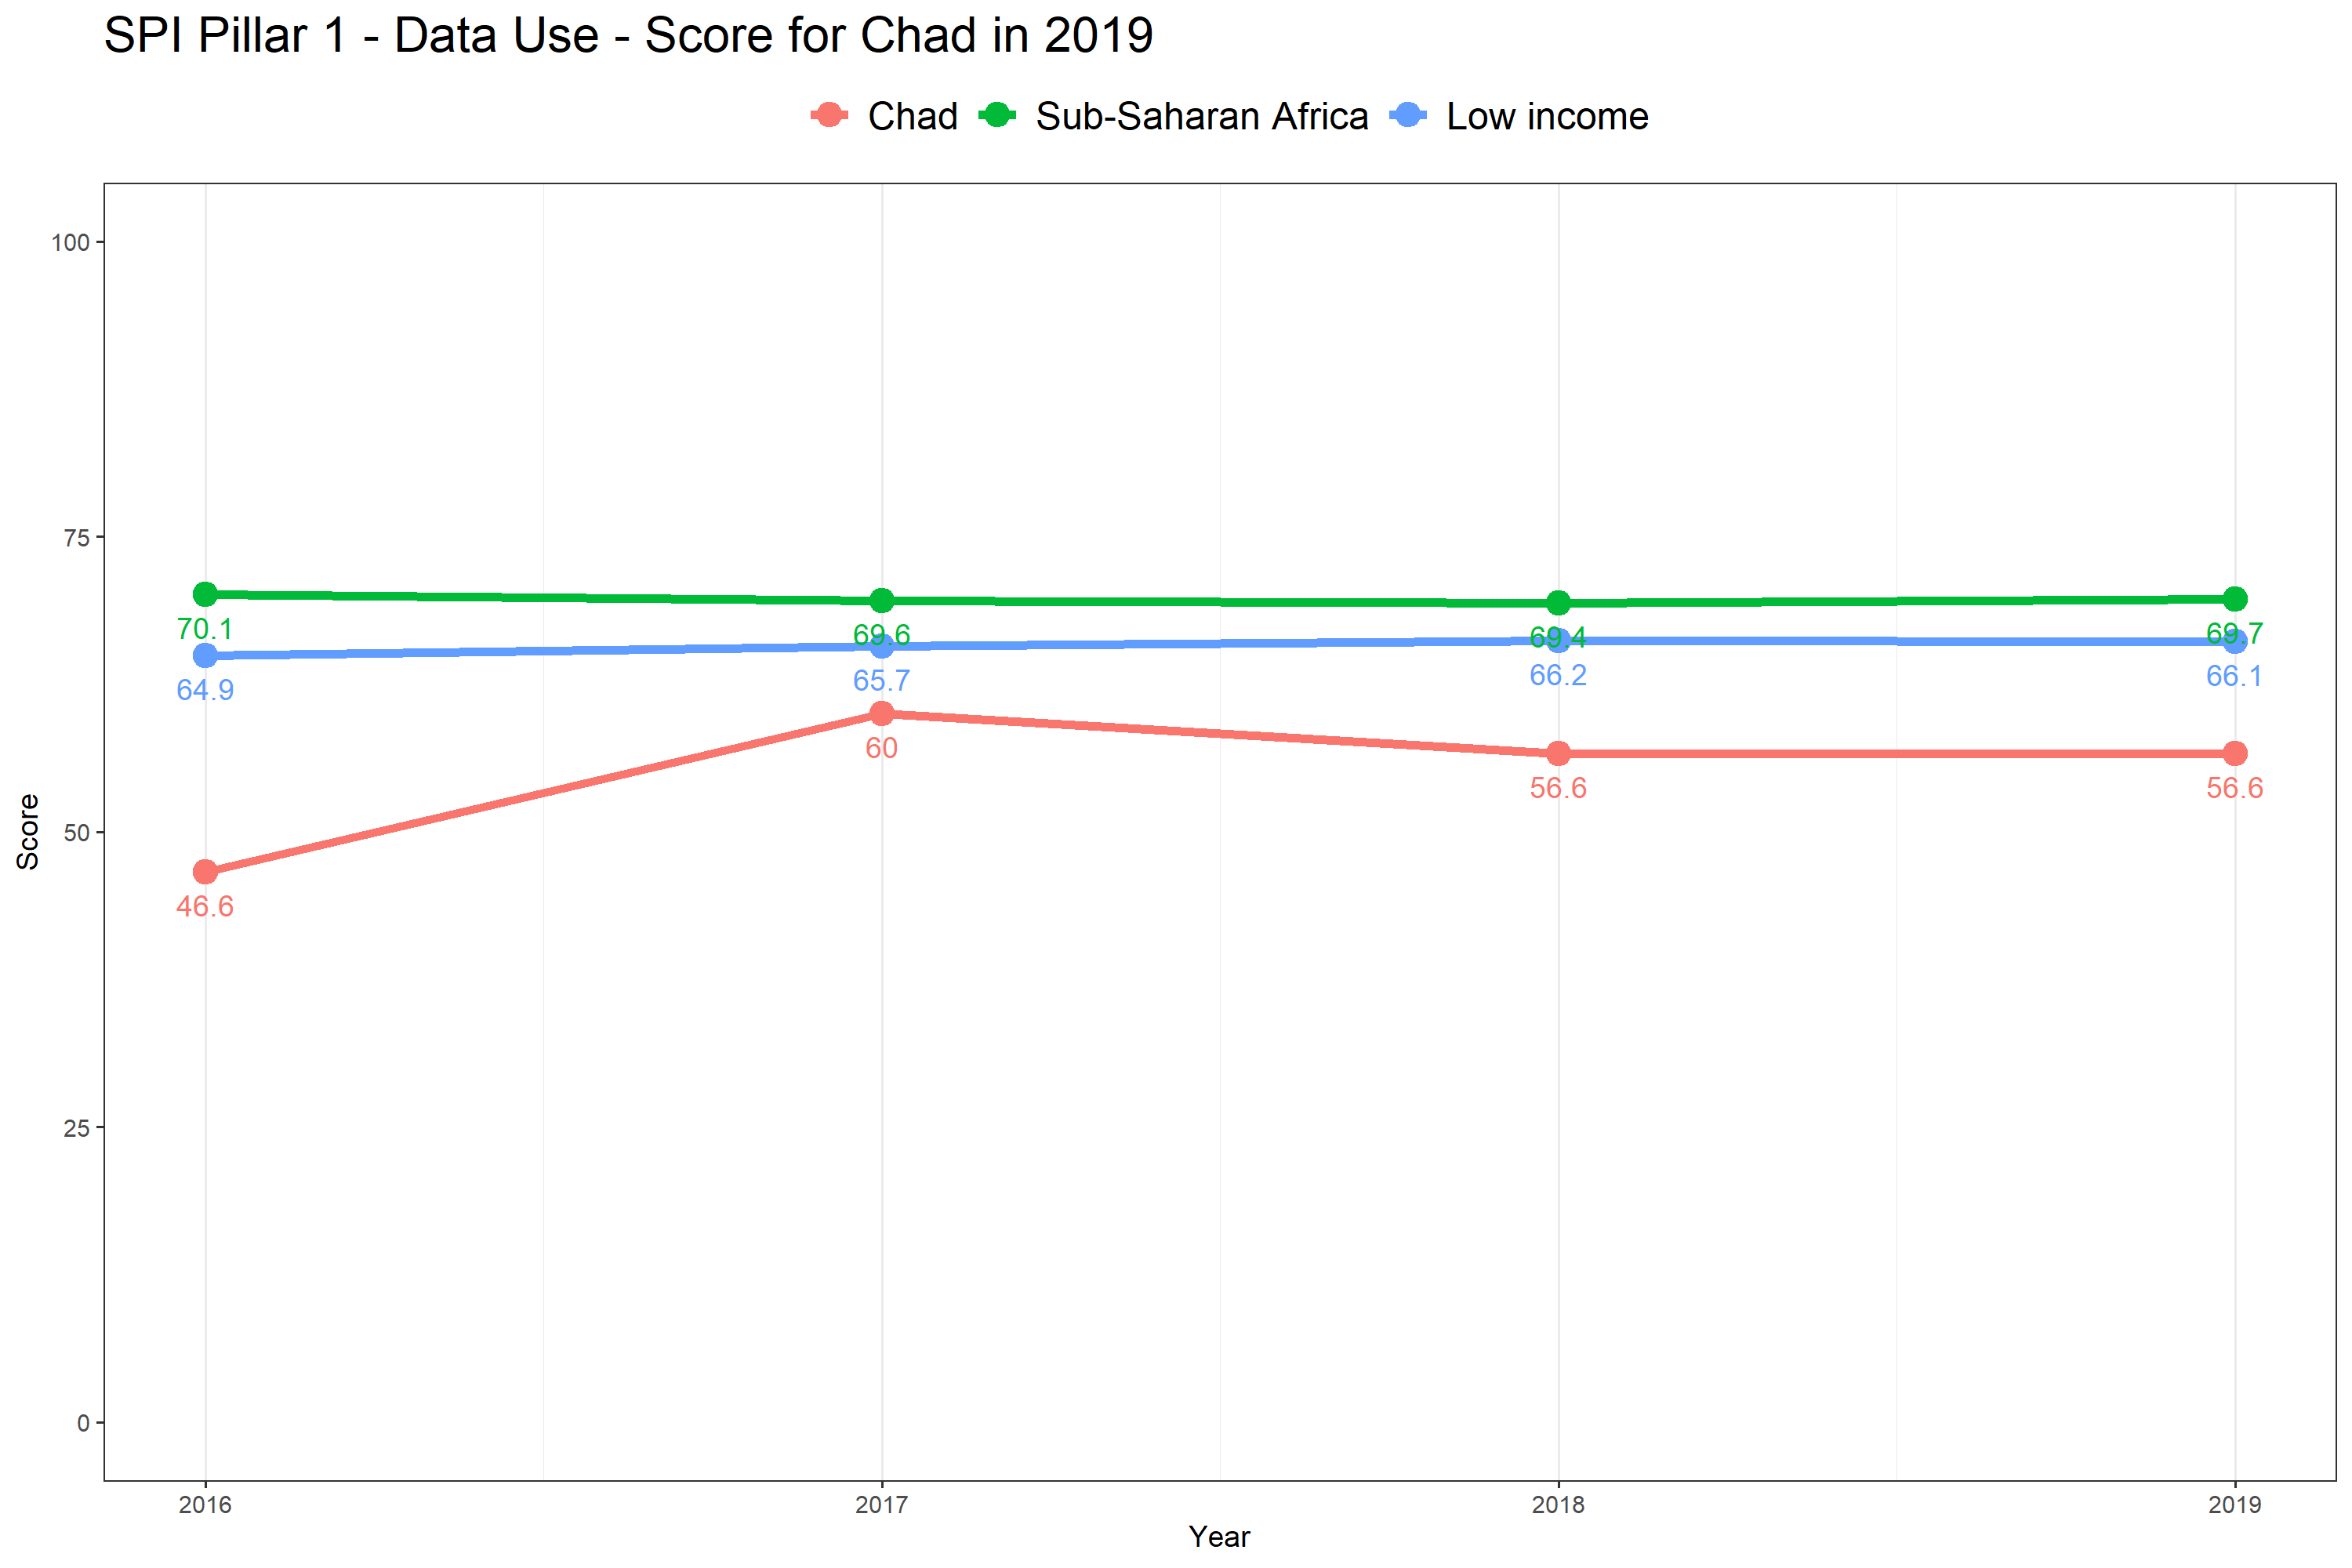 SPI Pillar 1 - Data Use - Score for Chad in 2019
Chad Sub-Saharan Africa Low income
100
75
50
25
0
Score
70.1 69.6 69.4 69.7
64.9 65.7 66.2 66.1
46.6 60 56.6 56.6
2016 2017 2018 2019
Year